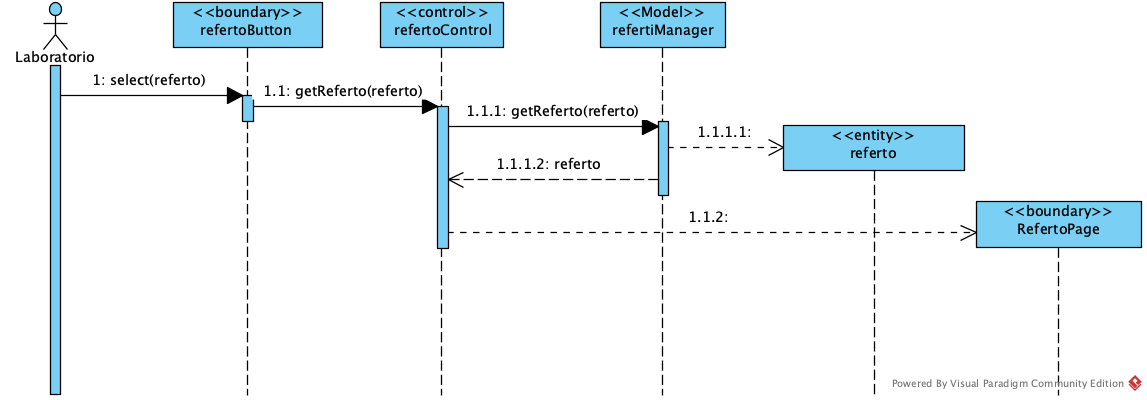 <<boundary>>
refertoButton
<<control>>
refertoControl
<<Model>>
refertiManager
Laboratorio
1: select(referto)
1.1: getReferto(referto)
1.1.1: getReferto(referto)
1.1.1.1:
<<entity>>
referto
1.1.1.2: referto
1.1.2:
<<boundary>>
RefertoPage
Powered By Visual Paradigm Community Edition